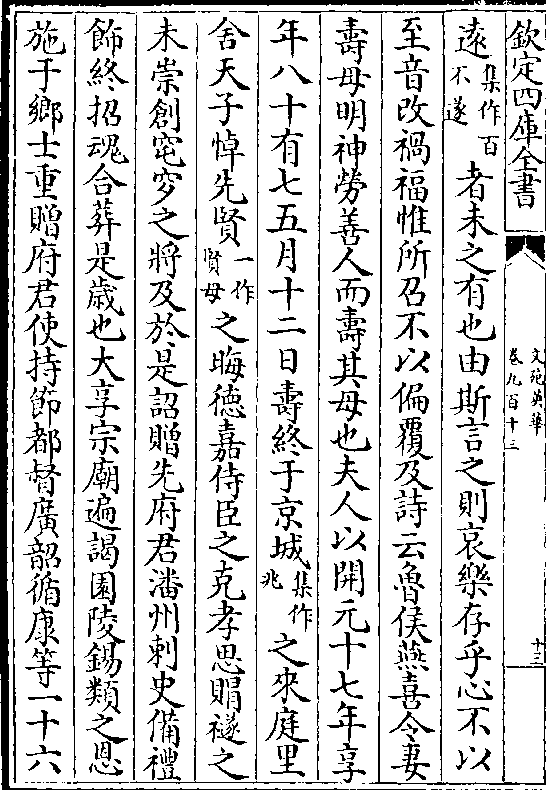 欽定四庫全書
文苑英華
卷九百十三
十三
遠集作百不遂者未之有也由斯言之則哀樂存乎心不以
至音改禍福惟所召不以偏覆及詩云魯侯燕喜令妻
壽母明神勞善人而壽其母也夫人以開元十七年享
年八十有七五月十二日壽終于京城集作兆之來庭里
舍天子悼先賢一作賢母之晦德嘉侍臣之克孝思賵襚之
未崇創窀穸之將及於是詔贈先府君潘州刺史備禮
飾終招魂合葬是歲也大享宗廟遍謁園陵錫類之恩
施于鄉士重贈府君使持節都督廣韶循康等一十六